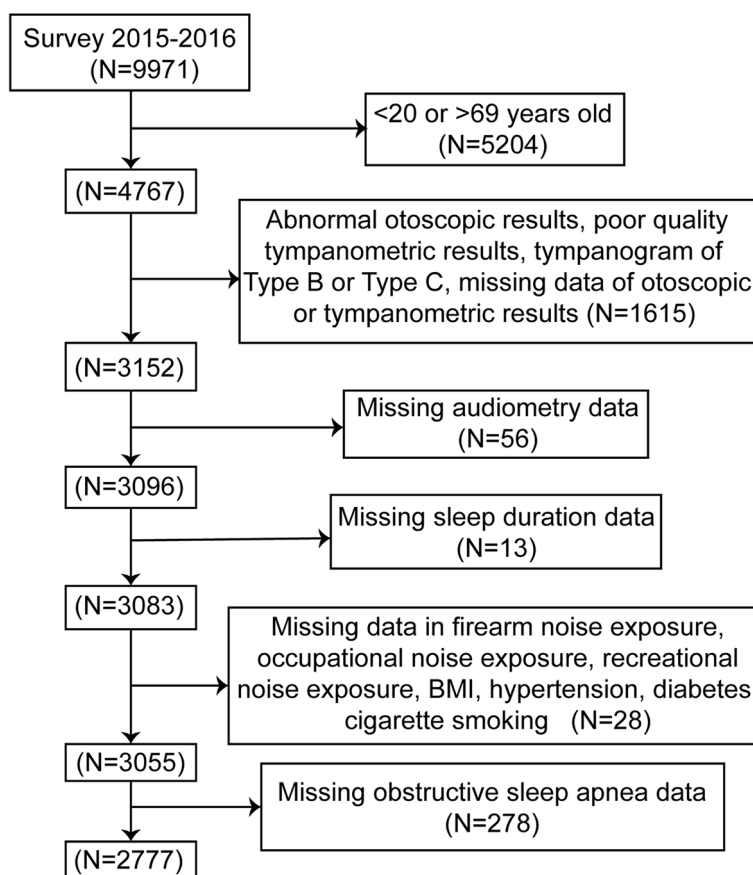 Survey 2015-2016
(N=9971)
<20 or >69 years old
(N=5204)
(N=4767)
Abnormal otoscopic results, poor quality
tympanometric results, tympanogram of
Type B or Type C, missing data of otoscopic
or tympanometric results (N=1615)
(N=3152)
Missing audiometry data
(N=56)
(N=3096)
Missing sleep duration data
(N=13)
(N=3083)
Missing data in firearm noise exposure,
occupational noise exposure, recreational
noise exposure, BMI, hypertension, diabetes
cigarette smoking (N=28)
(N=3055)
Missing obstructive sleep apnea data
(N=278)
(N=2777)